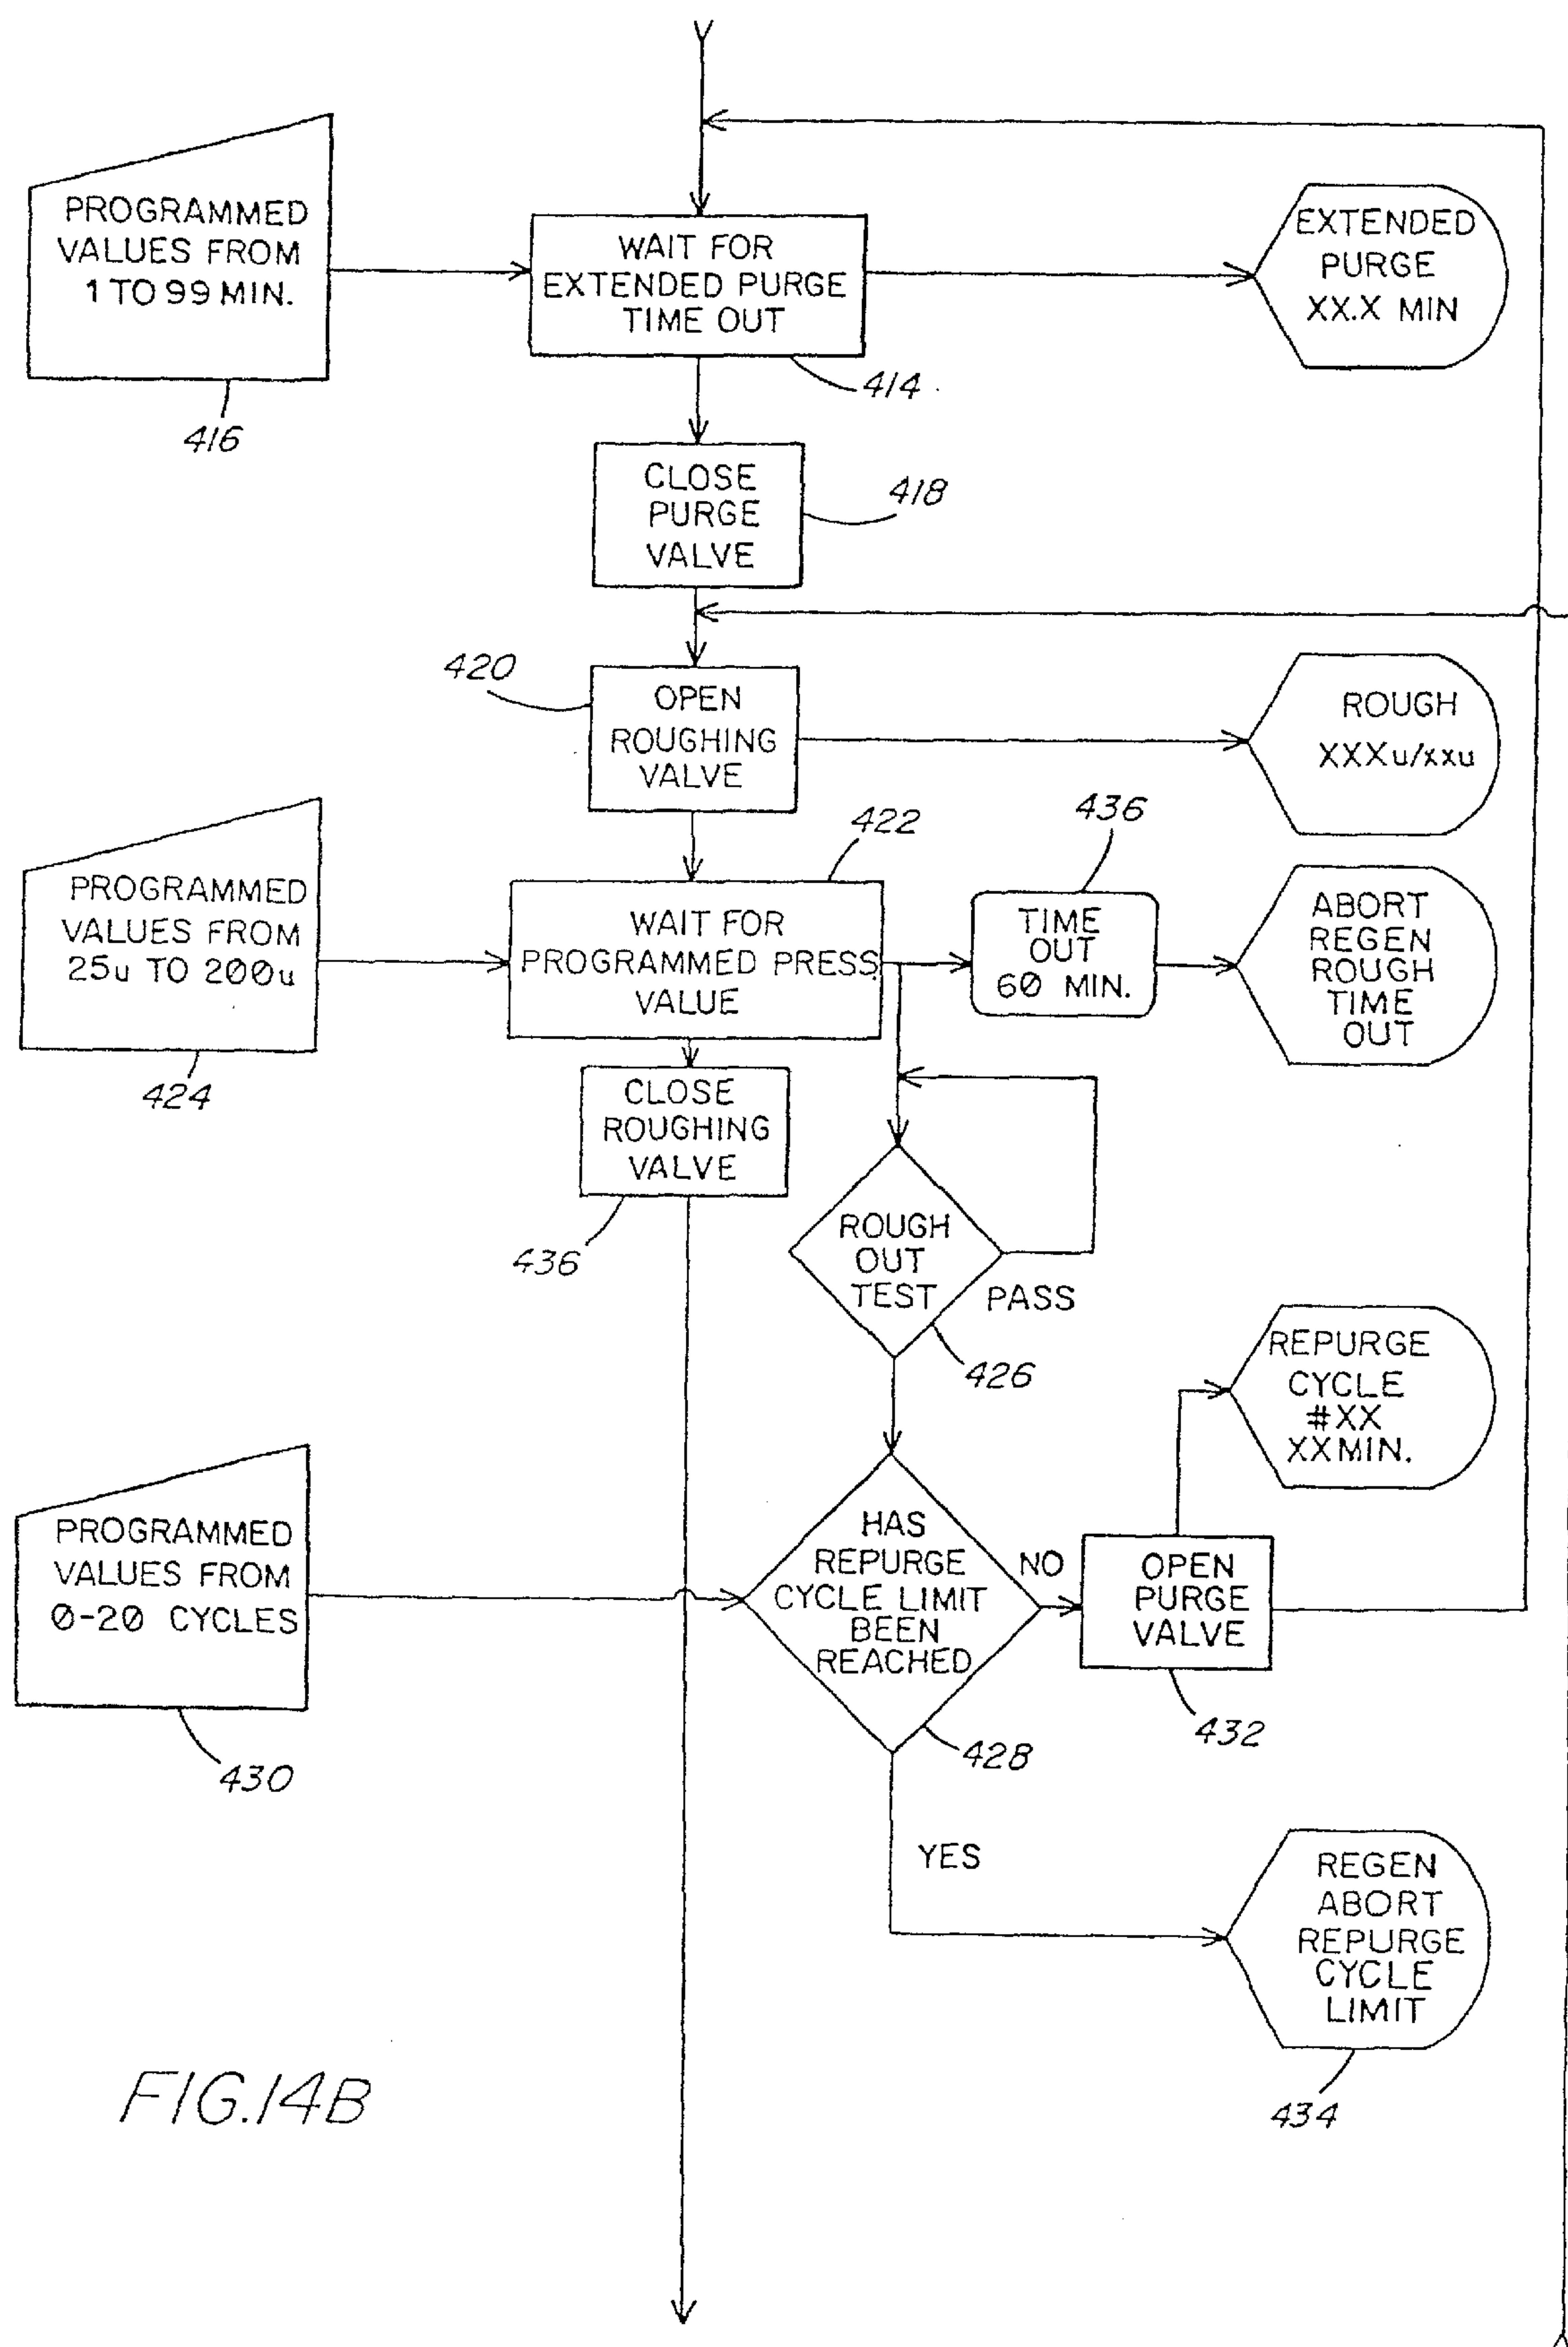 PROGRAMMED
VALUES FROM
1 TO 99 MIN.
416
WAIT FOR
EXTENDED PURGE
TIME OUT
414
EXTENDED
PURGE
XX.X MIN
CLOSE
PURGE
VALVE
418
420
OPEN
ROUGHING
VALVE
ROUGH
XXXu/xxu
PROGRAMMED
VALUES FROM
25u TO 200u
424
422
WAIT FOR
PROGRAMMED PRESS.
VALUE
436
TIME
OUT
60 MIN.
ABORT
REGEN
ROUGH
TIME
OUT
CLOSE
ROUGHING
VALVE
436
ROUGH
OUT
TEST
PASS
426
REPURGE
CYCLE
#XX
XXMIN.
PROGRAMMED
VALUES FROM
0-20 CYCLES
430
HAS
REPURGE
CYCLE LIMIT
BEEN
REACHED
428
NO
OPEN
PURGE
VALVE
432
YES
REGEN
ABORT
REPURGE
CYCLE
LIMIT
434
FIG.14B